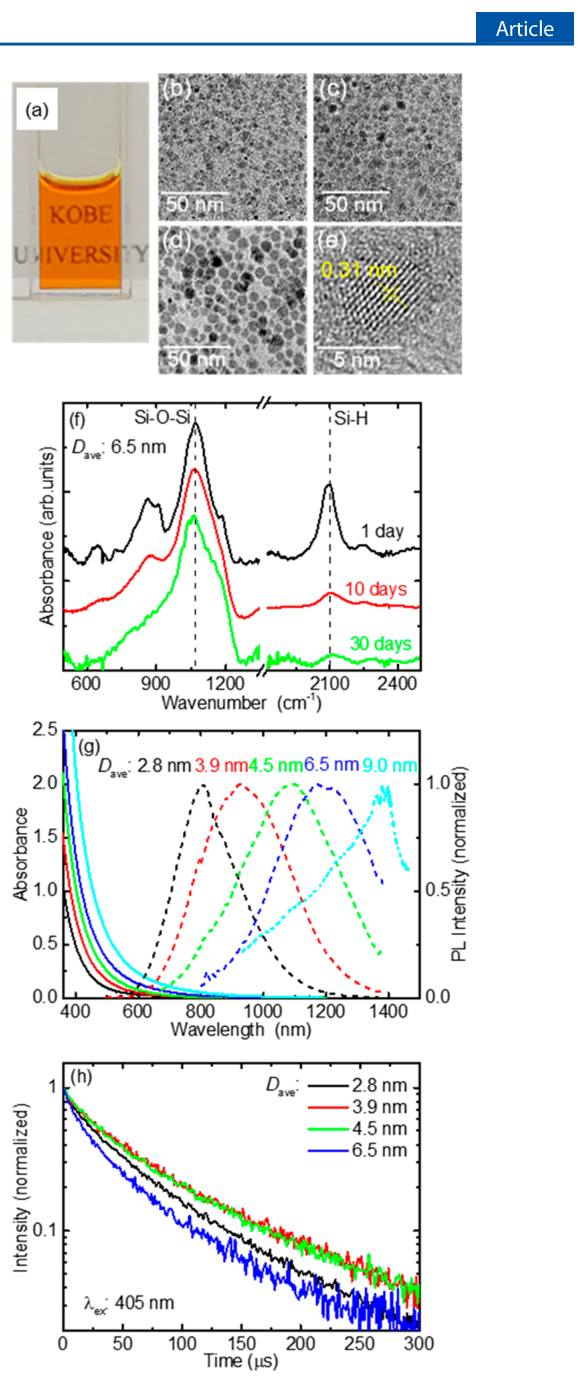 Article
(a)
KOBE
UNIVERSITY
(b)
50 nm
(c)
50 nm
(d)
50 nm
(e)
0.31 nm
5 nm
(f)
Si-O-Si
Si-H
Dave: 6.5 nm
1 day
10 days
30 days
Absorbance (arb.units)
600 900 1200 2100 2400
Wavenumber (cm-1)
(g)
Dave: 2.8 nm 3.9 nm 4.5 nm 6.5 nm 9.0 nm
2.5
2.0
1.5
1.0
0.5
0.0
Absorbance
1.0
0.5
0.0
PL Intensity (normalized)
400 600 800 1000 1200 1400
Wavelength (nm)
(h)
Dave:
2.8 nm
3.9 nm
4.5 nm
6.5 nm
1
0.1
Intensity (normalized)
λex: 405 nm
0 50 100 150 200 250 300
Time (μs)